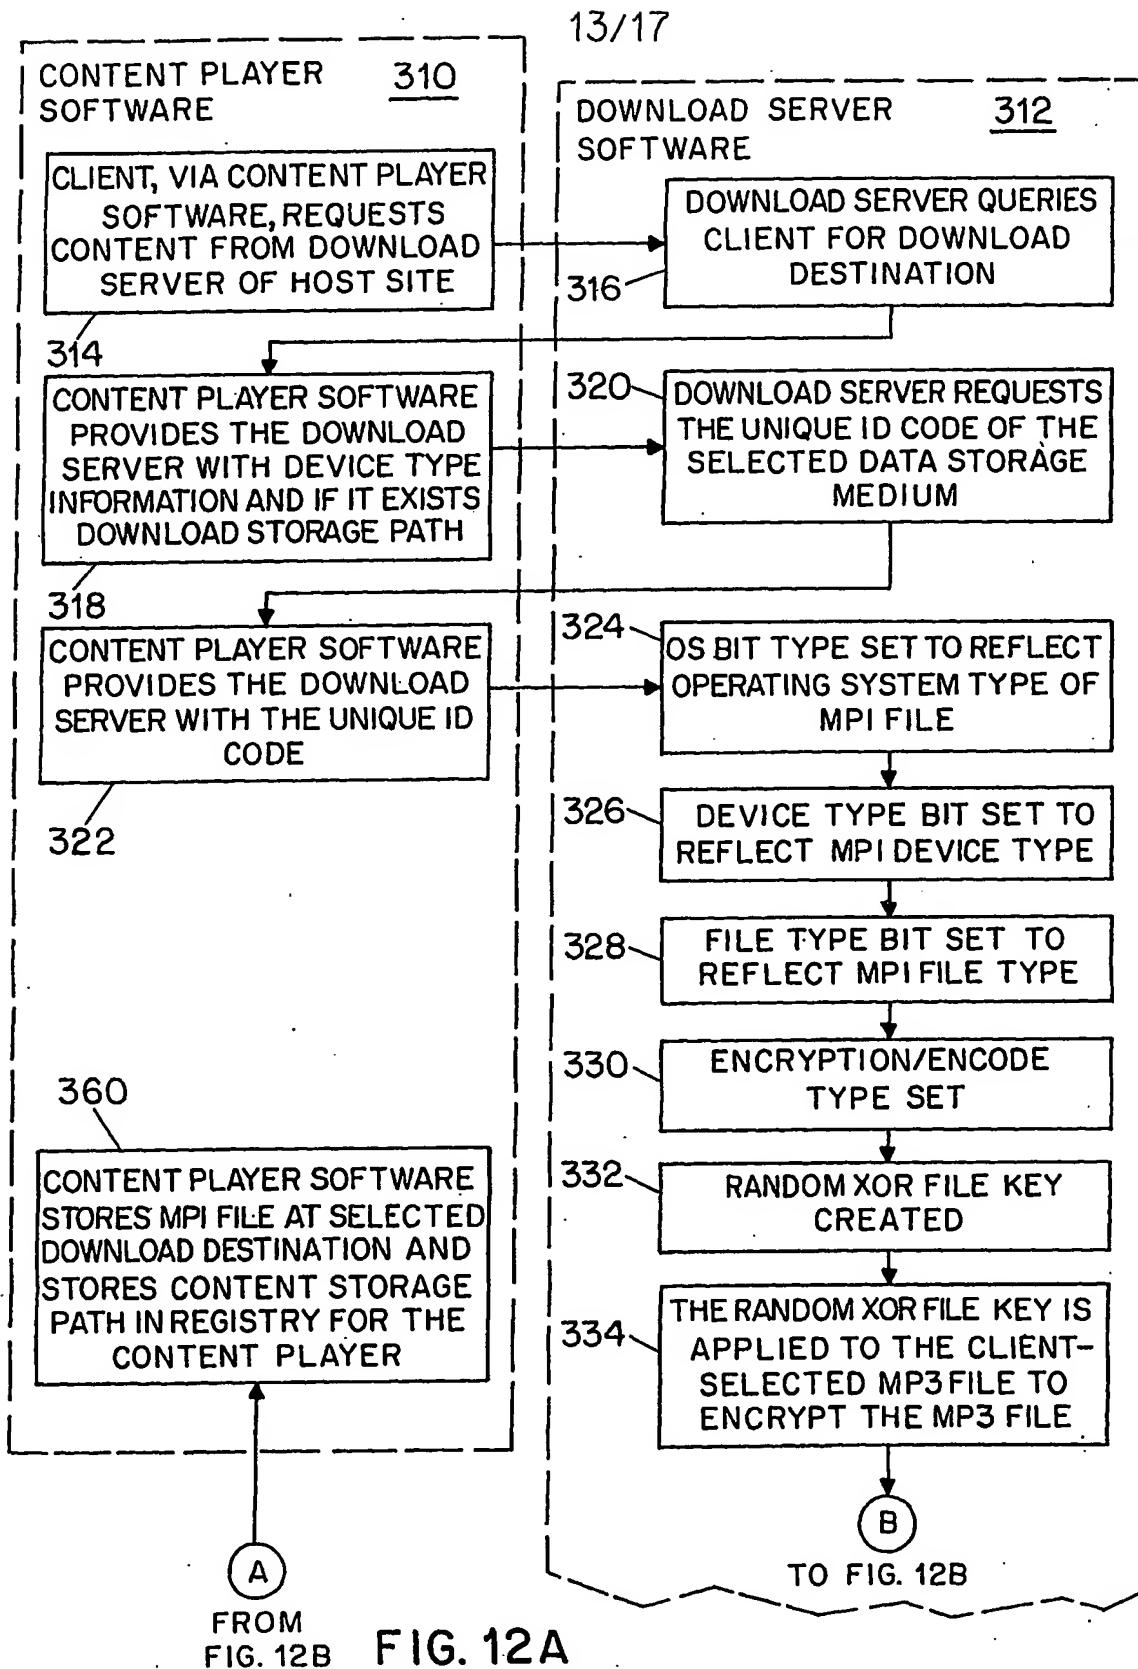 13/17
CONTENT PLAYER
SOFTWARE
310
CLIENT, VIA CONTENT PLAYER
SOFTWARE, REQUESTS
CONTENT FROM DOWNLOAD
SERVER OF HOST SITE
314
CONTENT PLAYER SOFTWARE
PROVIDES THE DOWNLOAD
SERVER WITH DEVICE TYPE
INFORMATION AND IF IT EXISTS
DOWNLOAD STORAGE PATH
318
CONTENT PLAYER SOFTWARE
PROVIDES THE DOWNLOAD
SERVER WITH THE UNIQUE ID
CODE
322
360
CONTENT PLAYER SOFTWARE
STORES MPI FILE AT SELECTED
DOWNLOAD DESTINATION AND
STORES CONTENT STORAGE
PATH IN REGISTRY FOR THE
CONTENT PLAYER
A
FROM
FIG. 12B
DOWNLOAD SERVER
SOFTWARE
312
DOWNLOAD SERVER QUERIES
CLIENT FOR DOWNLOAD
DESTINATION
316
320
DOWNLOAD SERVER REQUESTS
THE UNIQUE ID CODE OF THE
SELECTED DATA STORAGE
MEDIUM
324
OS BIT TYPE SET TO REFLECT
OPERATING SYSTEM TYPE OF
MPI FILE
326
DEVICE TYPE BIT SET TO
REFLECT MPI DEVICE TYPE
328
FILE TYPE BIT SET TO
REFLECT MPI FILE TYPE
330
ENCRYPTION/ENCODE
TYPE SET
332
RANDOM XOR FILE KEY
CREATED
334
THE RANDOM XOR FILE KEY IS
APPLIED TO THE CLIENT-
SELECTED MP3 FILE TO
ENCRYPT THE MP3 FILE
B
TO FIG. 12B
FIG. 12A